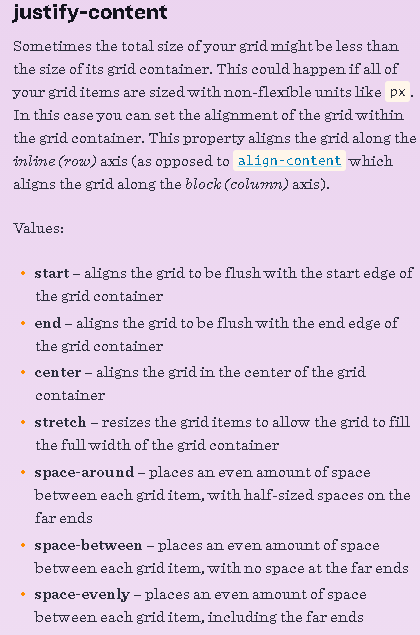 justify-content
Sometimes the total size of your grid might be less than
the size of its grid container. This could happen if all of
your grid items are sized with non-flexible units like px.
In this case you can set the alignment of the grid within
the grid container. This property aligns the grid along the
inline (row) axis (as opposed to align-content which
aligns the grid along the block (column) axis).
Values:
• start – aligns the grid to be flush with the start edge of
the grid container
• end – aligns the grid to be flush with the end edge of
the grid container
• center – aligns the grid in the center of the grid
container
• stretch – resizes the grid items to allow the grid to fill
the full width of the grid container
• space-around – places an even amount of space
between each grid item, with half-sized spaces on the
far ends
• space-between – places an even amount of space
between each grid item, with no space at the far ends
• space-evenly – places an even amount of space
between each grid item, including the far ends